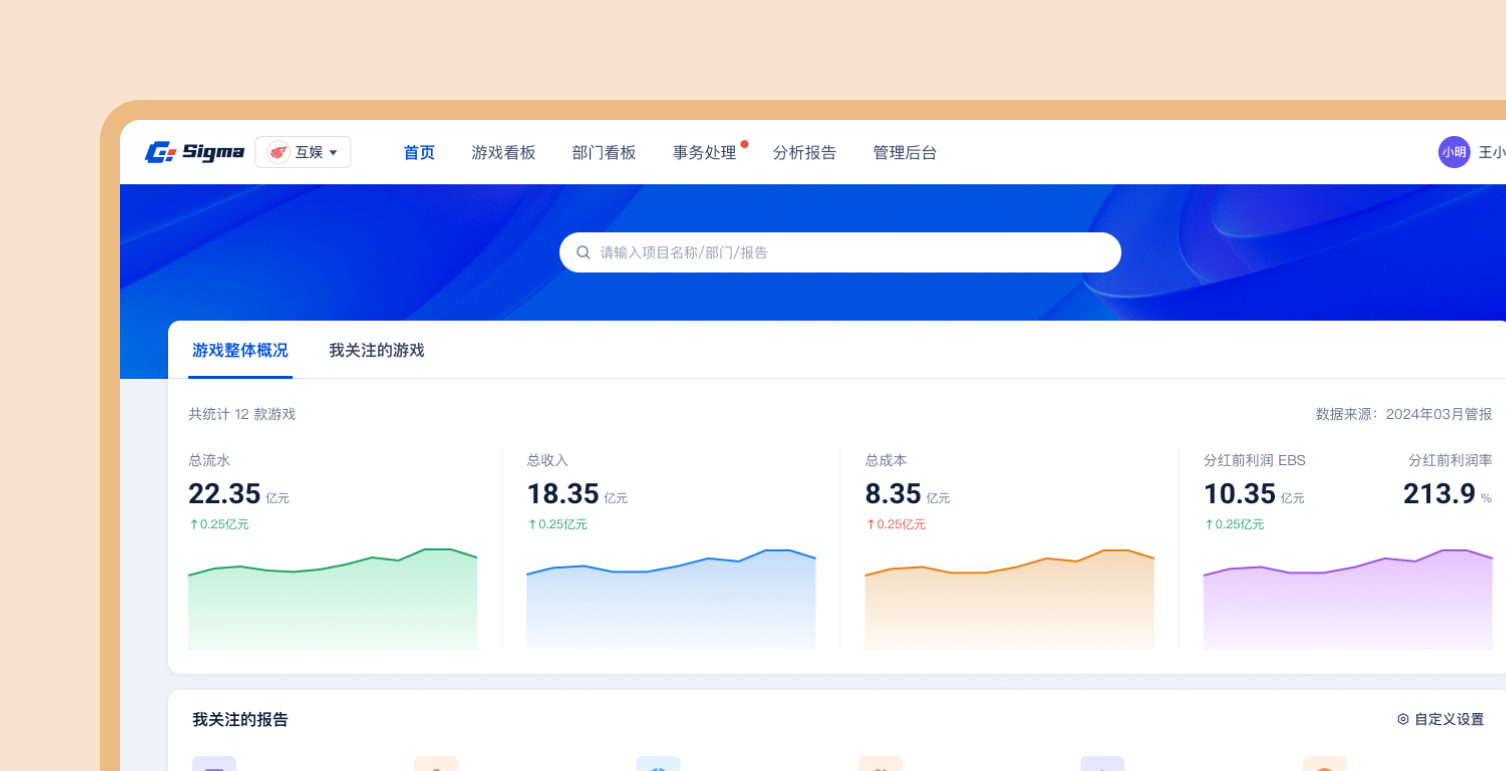 Sigma
互娱
首页
游戏看板
部门看板
事务处理
分析报告
管理后台
小明
王小
请输入项目名称/部门/报告
游戏整体概况
我关注的游戏
共统计 12 款游戏
数据来源：2024年03月管报
总流水
22.35 亿元
↑0.25亿元
总收入
18.35 亿元
↑0.25亿元
总成本
8.35 亿元
↑0.25亿元
分红前利润 EBS
10.35 亿元
↑0.25亿元
分红前利润率
213.9 %
我关注的报告
自定义设置